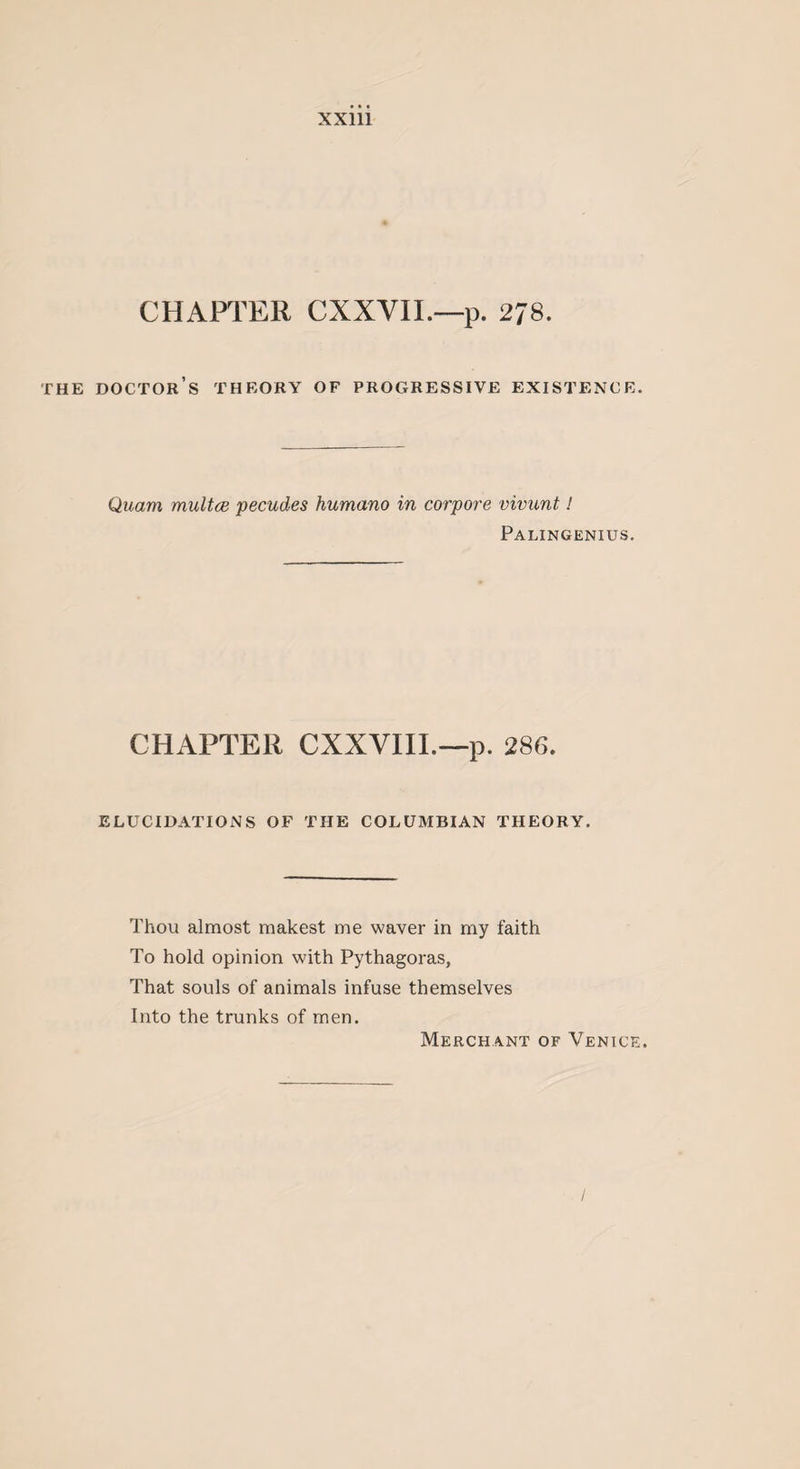 xxiii
CHAPTER CXXVII.—p. 278.
THE DOCTOR'S THEORY OF PROGRESSIVE EXISTENCE.
Quam multæ pecudes humano in corpore vivunt !
PALINGENIUS.
CHAPTER CXXVIII.—p. 286.
ELUCIDATIONS OF THE COLUMBIAN THEORY.
Thou almost makest me waver in my faith
To hold opinion with Pythagoras,
That souls of animals infuse themselves
Into the trunks of men.
MERCHANT OF VENICE.